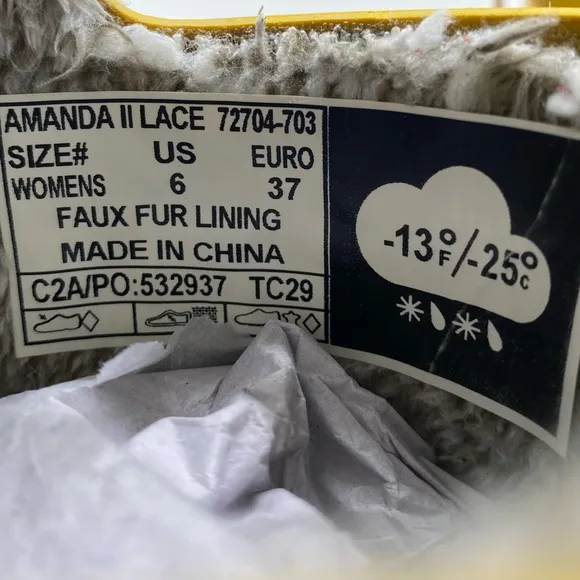 AMANDA II LACE 72704-703
SIZE# US EURO
WOMENS 6 37
FAUX FUR LINING
MADE IN CHINA
C2A/PO:532937 TC29
-13°F/-25°C